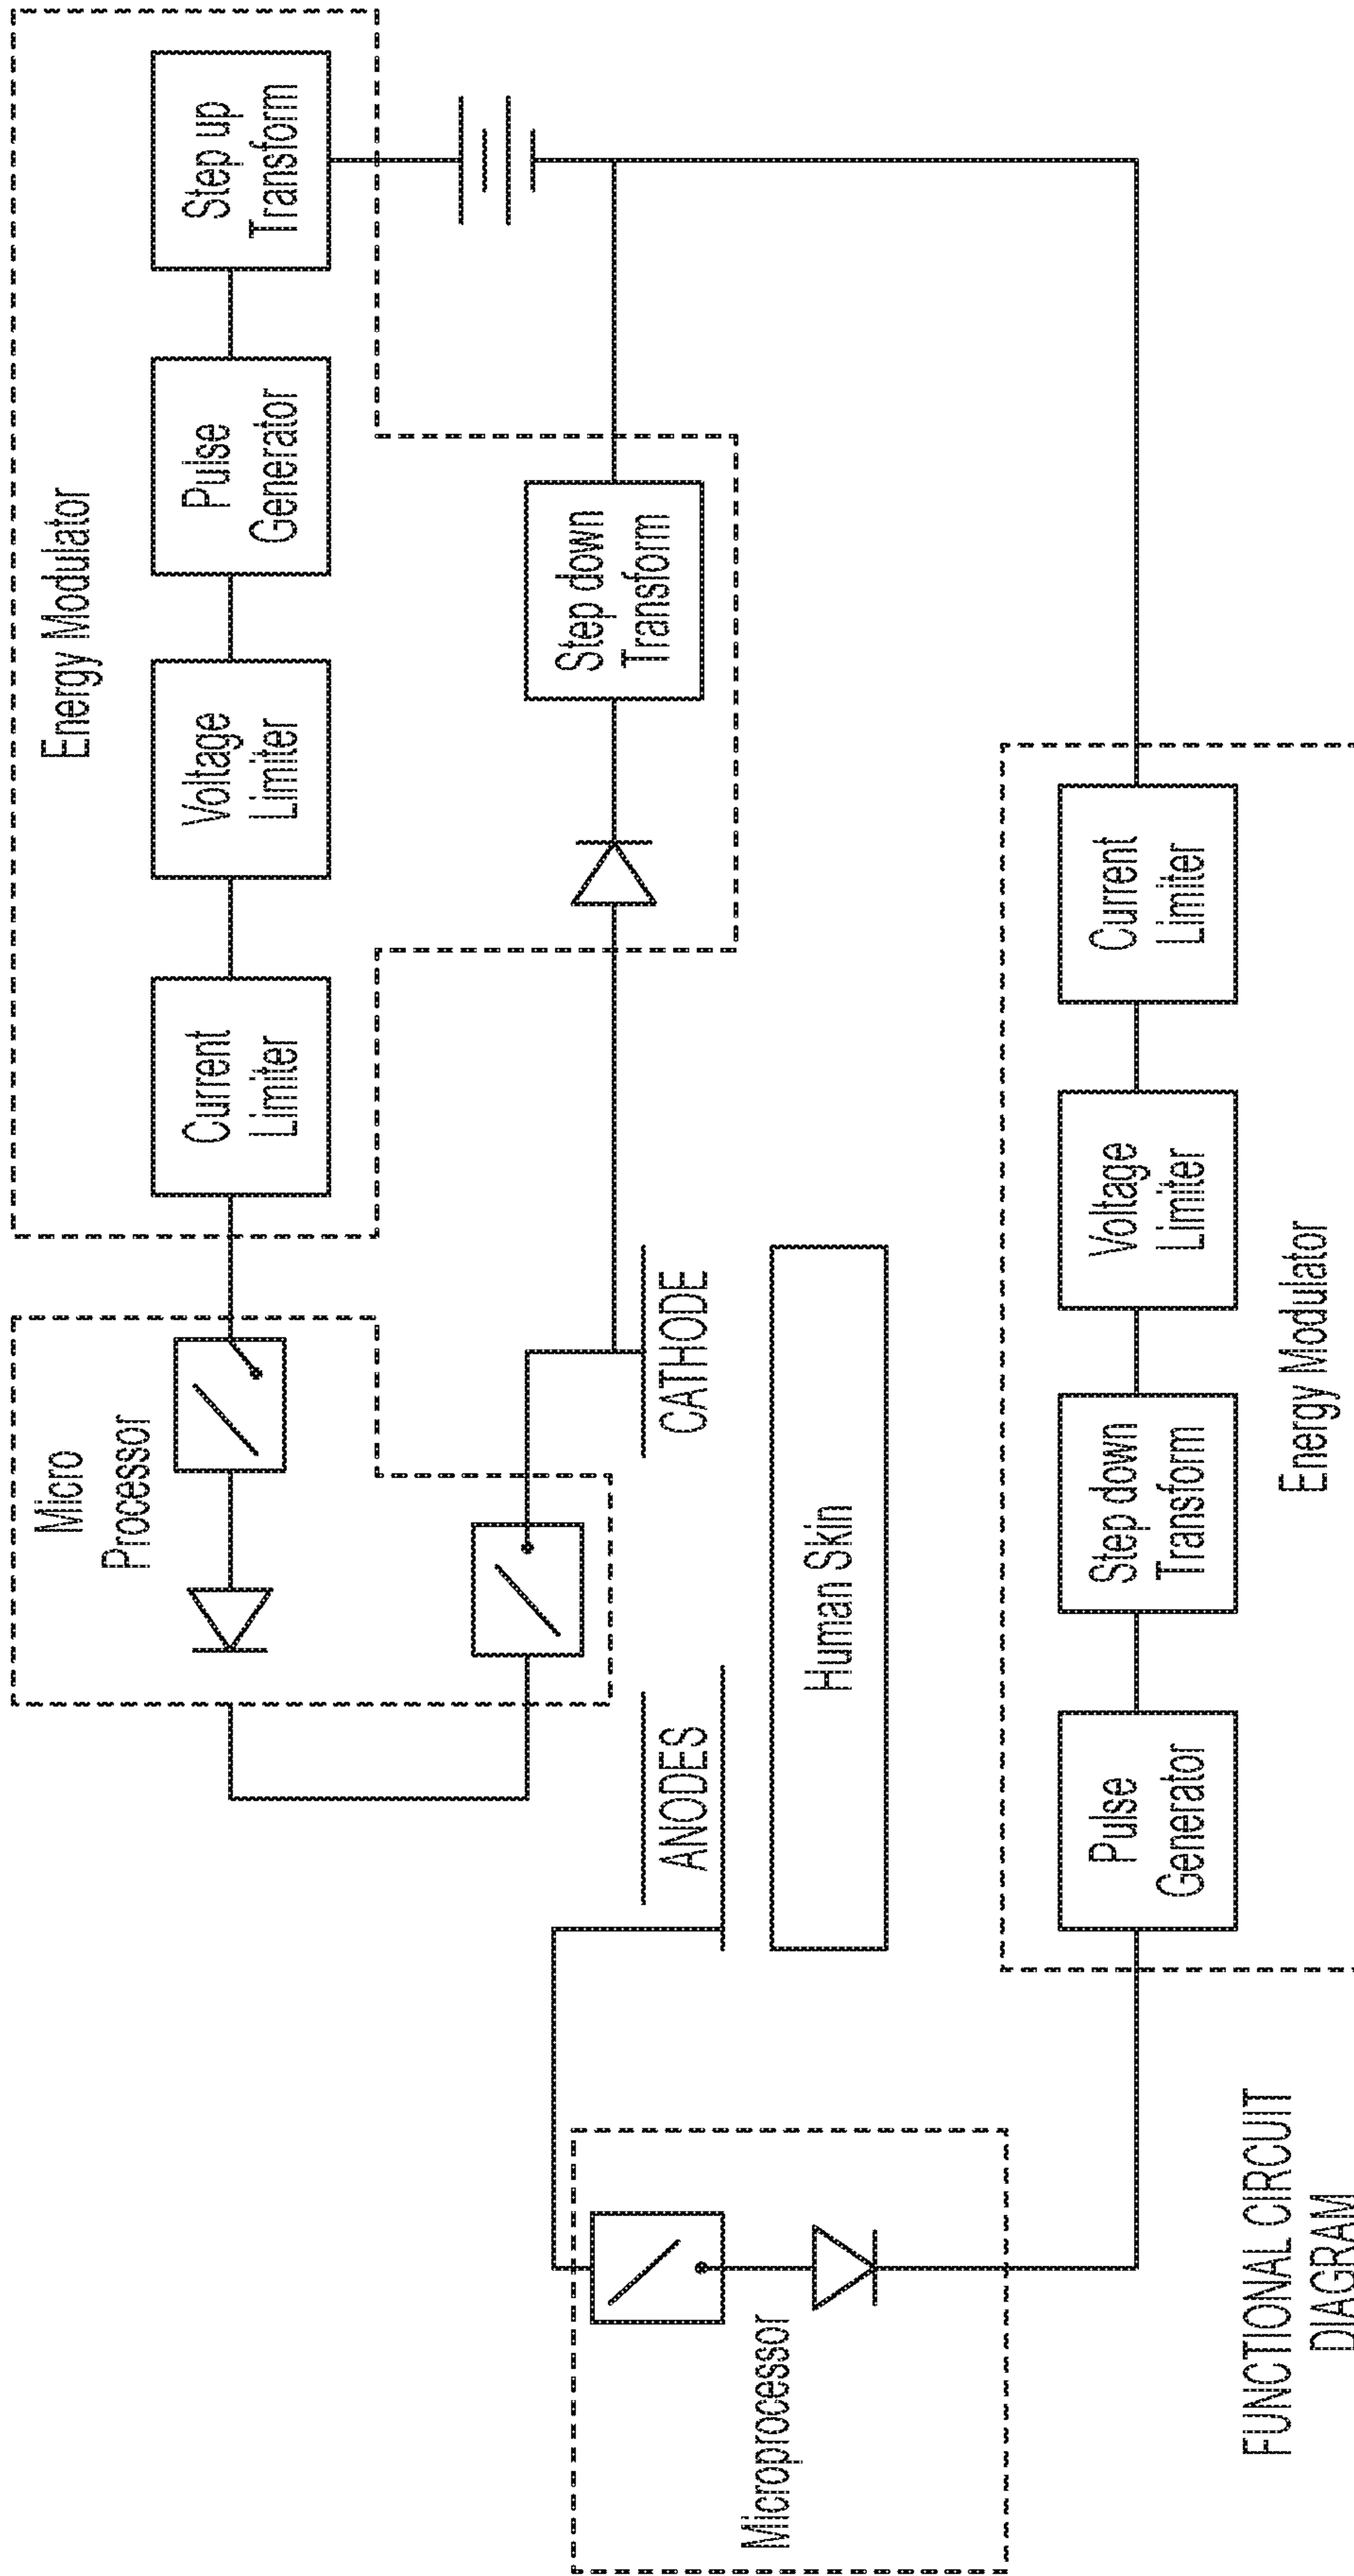 Energy Modulator
Micro
Processor
Current
Limiter
Voltage
Limiter
Pulse
Generator
Step up
Transform
Step down
Transform
ANODES
CATHODE
Human Skin
Microprocessor
Pulse
Generator
Step down
Transform
Voltage
Limiter
Current
Limiter
Energy Modulator
FUNCTIONAL CIRCUIT
DIAGRAM